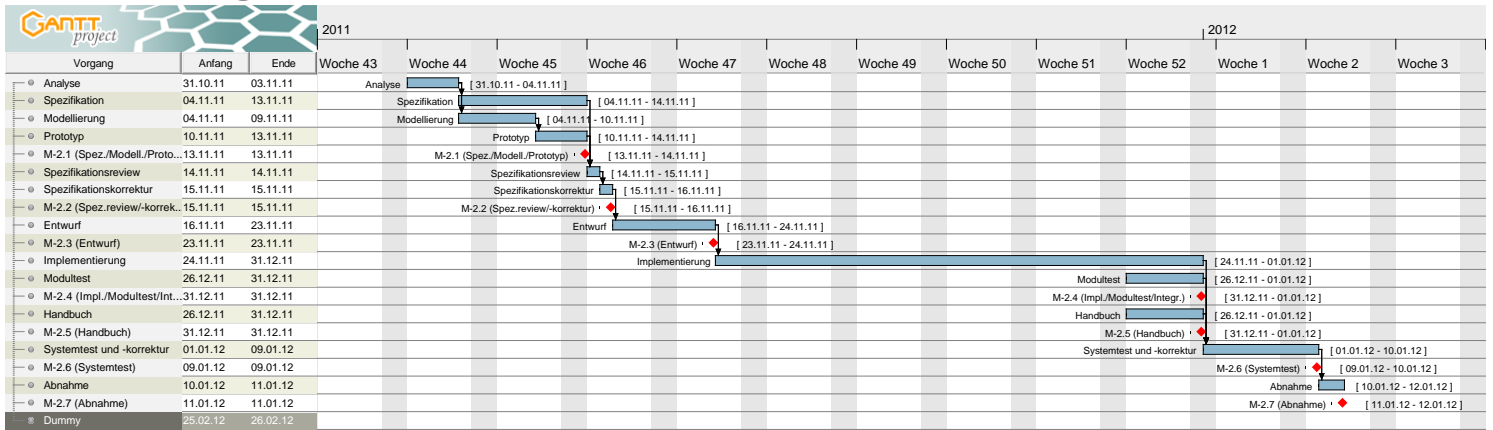 GANTT
project
2011 2012
Vorgang Anfang Ende Woche 43 Woche 44 Woche 45 Woche 46 Woche 47 Woche 48 Woche 49 Woche 50 Woche 51 Woche 52 Woche 1 Woche 2 Woche 3
Analyse 31.10.11 03.11.11 Analyse [ 31.10.11 - 04.11.11 ]
Spezifikation 04.11.11 13.11.11 Spezifikation [ 04.11.11 - 14.11.11 ]
Modellierung 04.11.11 09.11.11 Modellierung [ 04.11.11 - 10.11.11 ]
Prototyp 10.11.11 13.11.11 Prototyp [ 10.11.11 - 14.11.11 ]
M-2.1 (Spez./Modell./Proto... 13.11.11 13.11.11 M-2.1 (Spez./Modell./Prototyp) [ 13.11.11 - 14.11.11 ]
Spezifikationsreview 14.11.11 14.11.11 Spezifikationsreview [ 14.11.11 - 15.11.11 ]
Spezifikationskorrektur 15.11.11 15.11.11 Spezifikationskorrektur [ 15.11.11 - 16.11.11 ]
M-2.2 (Spez.review/-korrek... 15.11.11 15.11.11 M-2.2 (Spez.review/-korrektur) [ 15.11.11 - 16.11.11 ]
Entwurf 16.11.11 23.11.11 Entwurf [ 16.11.11 - 24.11.11 ]
M-2.3 (Entwurf) 23.11.11 23.11.11 M-2.3 (Entwurf) [ 23.11.11 - 24.11.11 ]
Implementierung 24.11.11 31.12.11 Implementierung [ 24.11.11 - 01.01.12 ]
Modultest 26.12.11 31.12.11 Modultest [ 26.12.11 - 01.01.12 ]
M-2.4 (Impl./Modultest/Int... 31.12.11 31.12.11 M-2.4 (Impl./Modultest/Integr.) [ 31.12.11 - 01.01.12 ]
Handbuch 26.12.11 31.12.11 Handbuch [ 26.12.11 - 01.01.12 ]
M-2.5 (Handbuch) 31.12.11 31.12.11 M-2.5 (Handbuch) [ 31.12.11 - 01.01.12 ]
Systemtest und -korrektur 01.01.12 09.01.12 Systemtest und -korrektur [ 01.01.12 - 10.01.12 ]
M-2.6 (Systemtest) 09.01.12 09.01.12 M-2.6 (Systemtest) [ 09.01.12 - 10.01.12 ]
Abnahme 10.01.12 11.01.12 Abnahme [ 10.01.12 - 12.01.12 ]
M-2.7 (Abnahme) 11.01.12 11.01.12 M-2.7 (Abnahme) [ 11.01.12 - 12.01.12 ]
Dummy 25.02.12 26.02.12